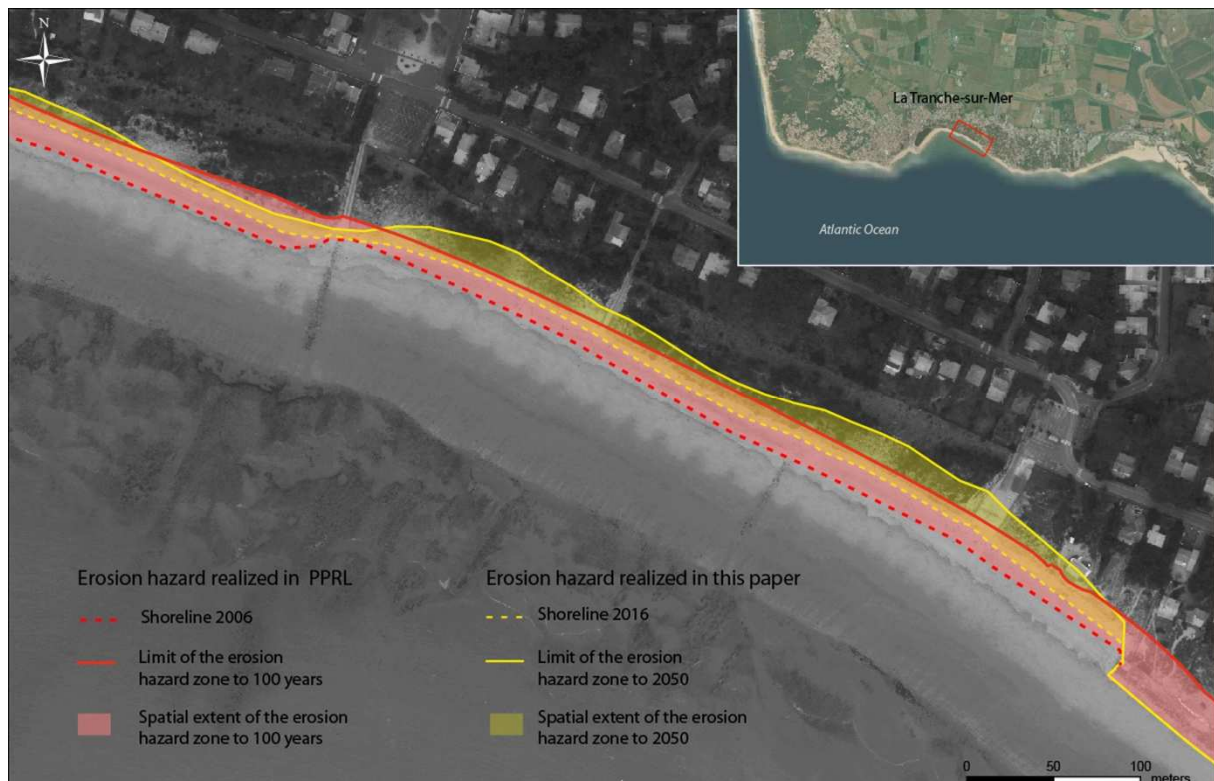 N
La Tranche-sur-Mer
Atlantic Ocean
Erosion hazard realized in PPRL
Shoreline 2006
Limit of the erosion
hazard zone to 100 years
Spatial extent of the erosion
hazard zone to 100 years
Erosion hazard realized in this paper
Shoreline 2016
Limit of the erosion
hazard zone to 2050
Spatial extent of the erosion
hazard zone to 2050
0 50 100
meters